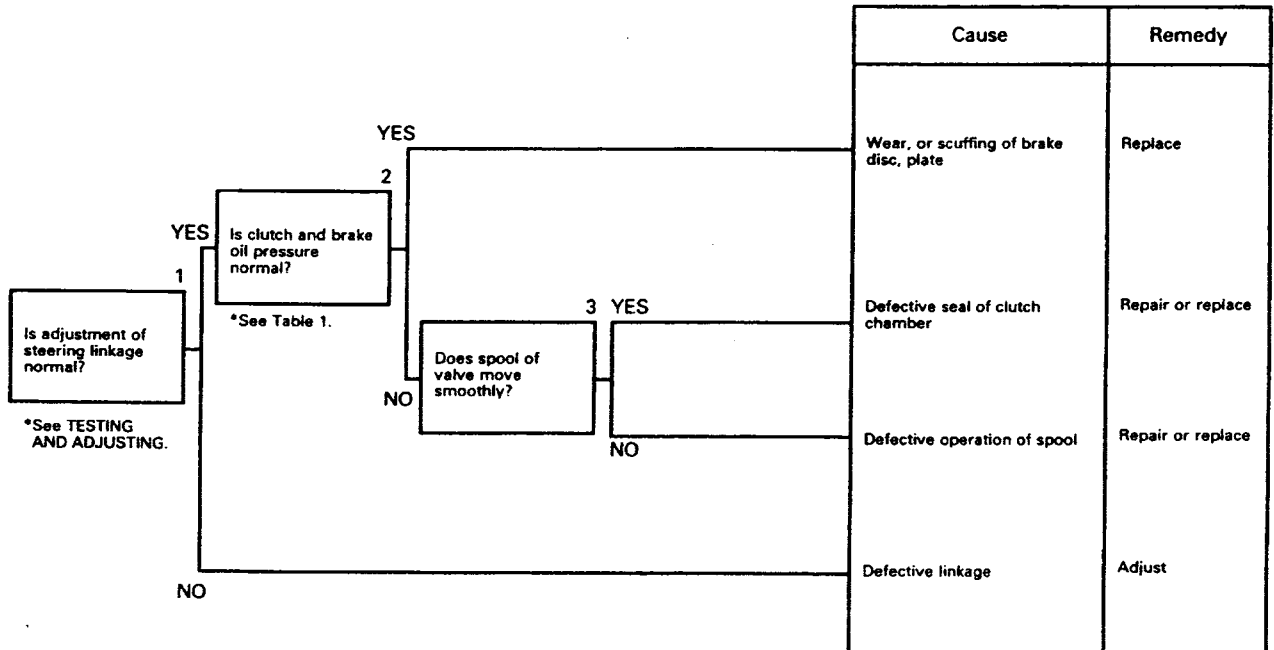 Cause
Remedy
YES
Wear, or scuffing of brake
disc, plate
Replace
2
YES
Is clutch and brake
oil pressure
normal?
*See Table 1.
1
Is adjustment of
steering linkage
normal?
*See TESTING
AND ADJUSTING.
3
YES
Defective seal of clutch
chamber
Repair or replace
Does spool of
valve move
smoothly?
NO
NO
Defective operation of spool
Repair or replace
NO
Defective linkage
Adjust